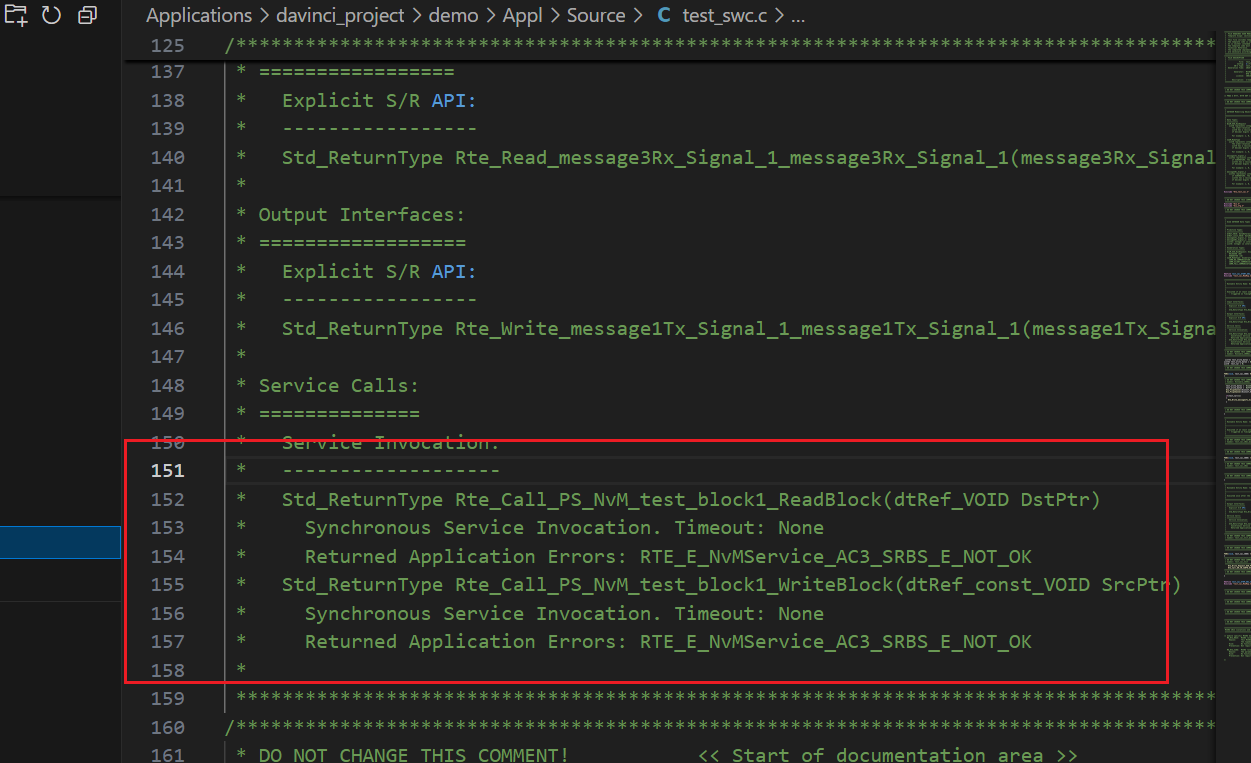 Applications > davinci_project > demo > Appl > Source > C test_swc.c > ...
125 /*************************************************************************************
137 * =================
138 * Explicit S/R API:
139 * -----------------
140 * Std_ReturnType Rte_Read_message3Rx_Signal_1_message3Rx_Signal_1(message3Rx_Signal
141 *
142 * Output Interfaces:
143 * ==================
144 * Explicit S/R API:
145 * -----------------
146 * Std_ReturnType Rte_Write_message1Tx_Signal_1_message1Tx_Signal_1(message1Tx_Signa
147 *
148 * Service Calls:
149 * ==============
150 * Service Invocation:
151 * -------------------
152 * Std_ReturnType Rte_Call_PS_NvM_test_block1_ReadBlock(dtRef_VOID DstPtr)
153 * Synchronous Service Invocation. Timeout: None
154 * Returned Application Errors: RTE_E_NvMService_AC3_SRBS_E_NOT_OK
155 * Std_ReturnType Rte_Call_PS_NvM_test_block1_WriteBlock(dtRef_const_VOID SrcPtr)
156 * Synchronous Service Invocation. Timeout: None
157 * Returned Application Errors: RTE_E_NvMService_AC3_SRBS_E_NOT_OK
158 *
159 *************************************************************************************
160 /*************************************************************************************
161 * DO NOT CHANGE THIS COMMENT! << Start of documentation area >>